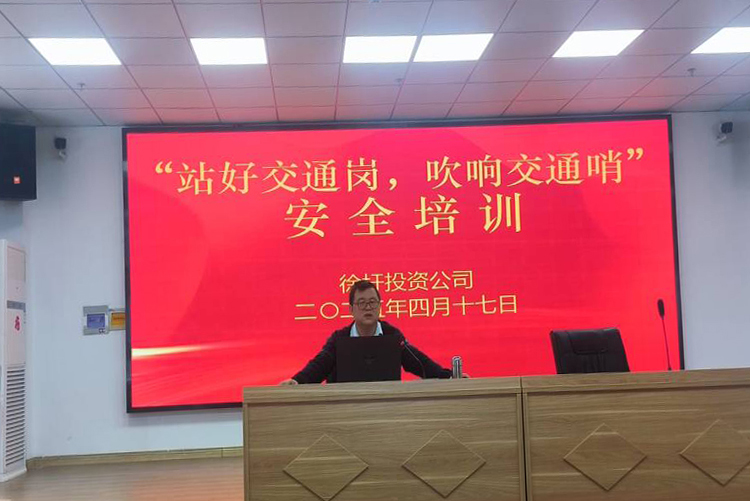 “站好交通岗，吹响交通哨”
安全培训
徐圩投资公司
二〇二五年四月十七日